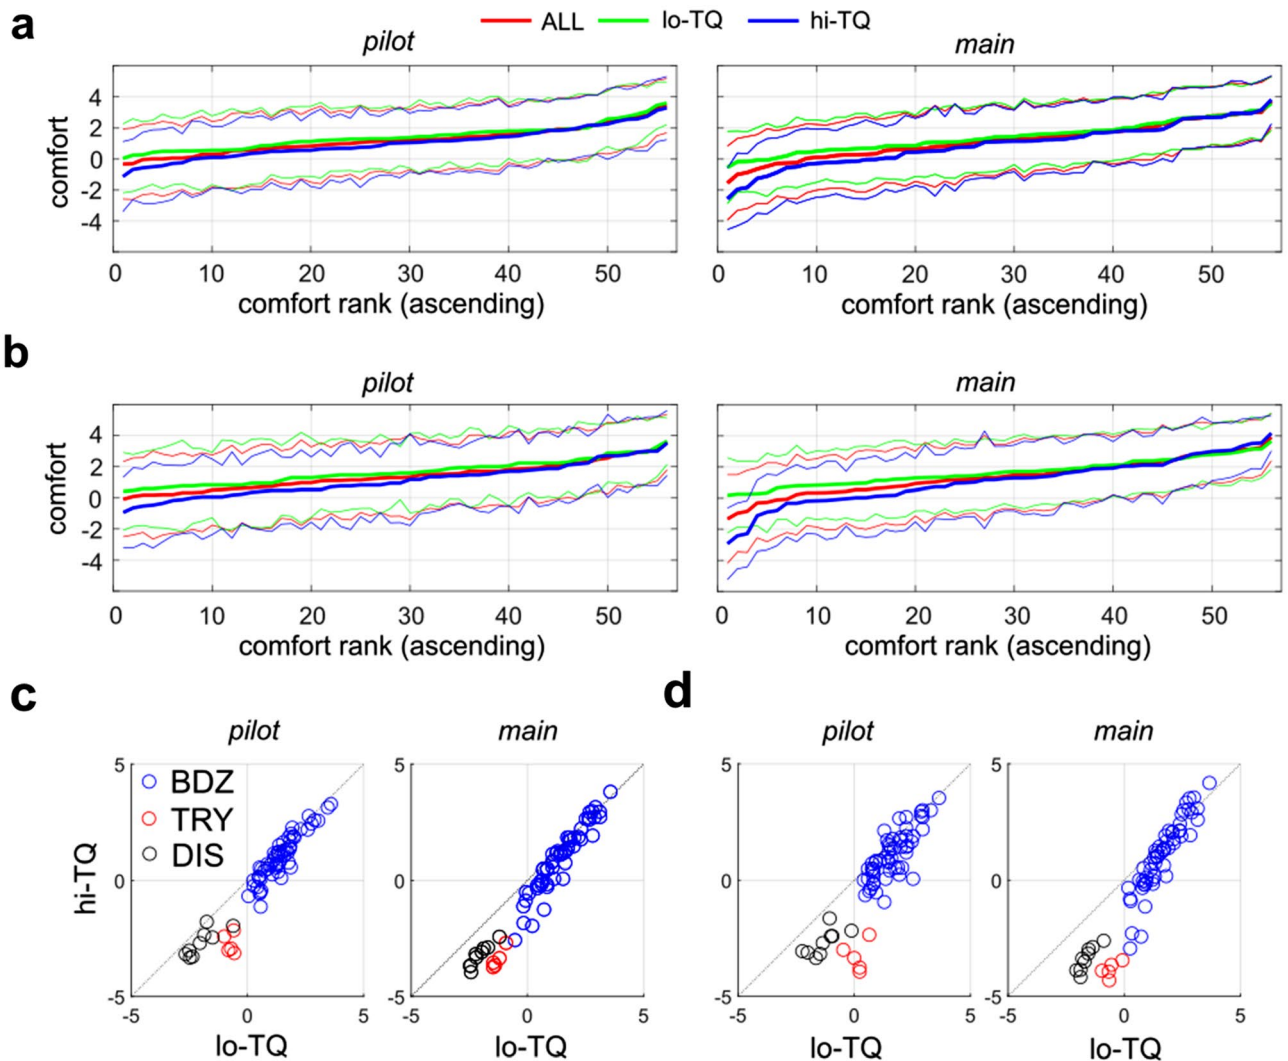 a
ALL lo-TQ hi-TQ
pilot main
comfort
4
2
0
-2
-4
0 10 20 30 40 50
comfort rank (ascending)
0 10 20 30 40 50
comfort rank (ascending)
b
pilot main
comfort
4
2
0
-2
-4
0 10 20 30 40 50
comfort rank (ascending)
0 10 20 30 40 50
comfort rank (ascending)
c
pilot main
hi-TQ
5
0
-5
BDZ
TRY
DIS
-5 0 5
lo-TQ
5
0
-5
-5 0 5
lo-TQ
d
pilot main
5
0
-5
-5 0 5
lo-TQ
5
0
-5
-5 0 5
lo-TQ